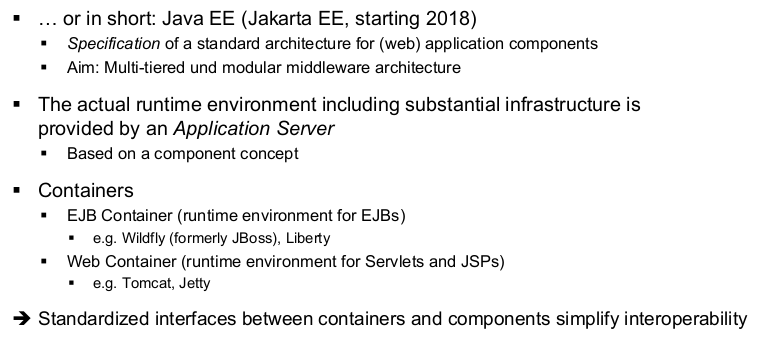 ▪ … or in short: Java EE (Jakarta EE, starting 2018)
▪ Specification of a standard architecture for (web) application components
▪ Aim: Multi-tiered und modular middleware architecture
▪ The actual runtime environment including substantial infrastructure is
provided by an Application Server
▪ Based on a component concept
▪ Containers
▪ EJB Container (runtime environment for EJBs)
▪ e.g. Wildfly (formerly JBoss), Liberty
▪ Web Container (runtime environment for Servlets and JSPs)
▪ e.g. Tomcat, Jetty
➔ Standardized interfaces between containers and components simplify interoperability